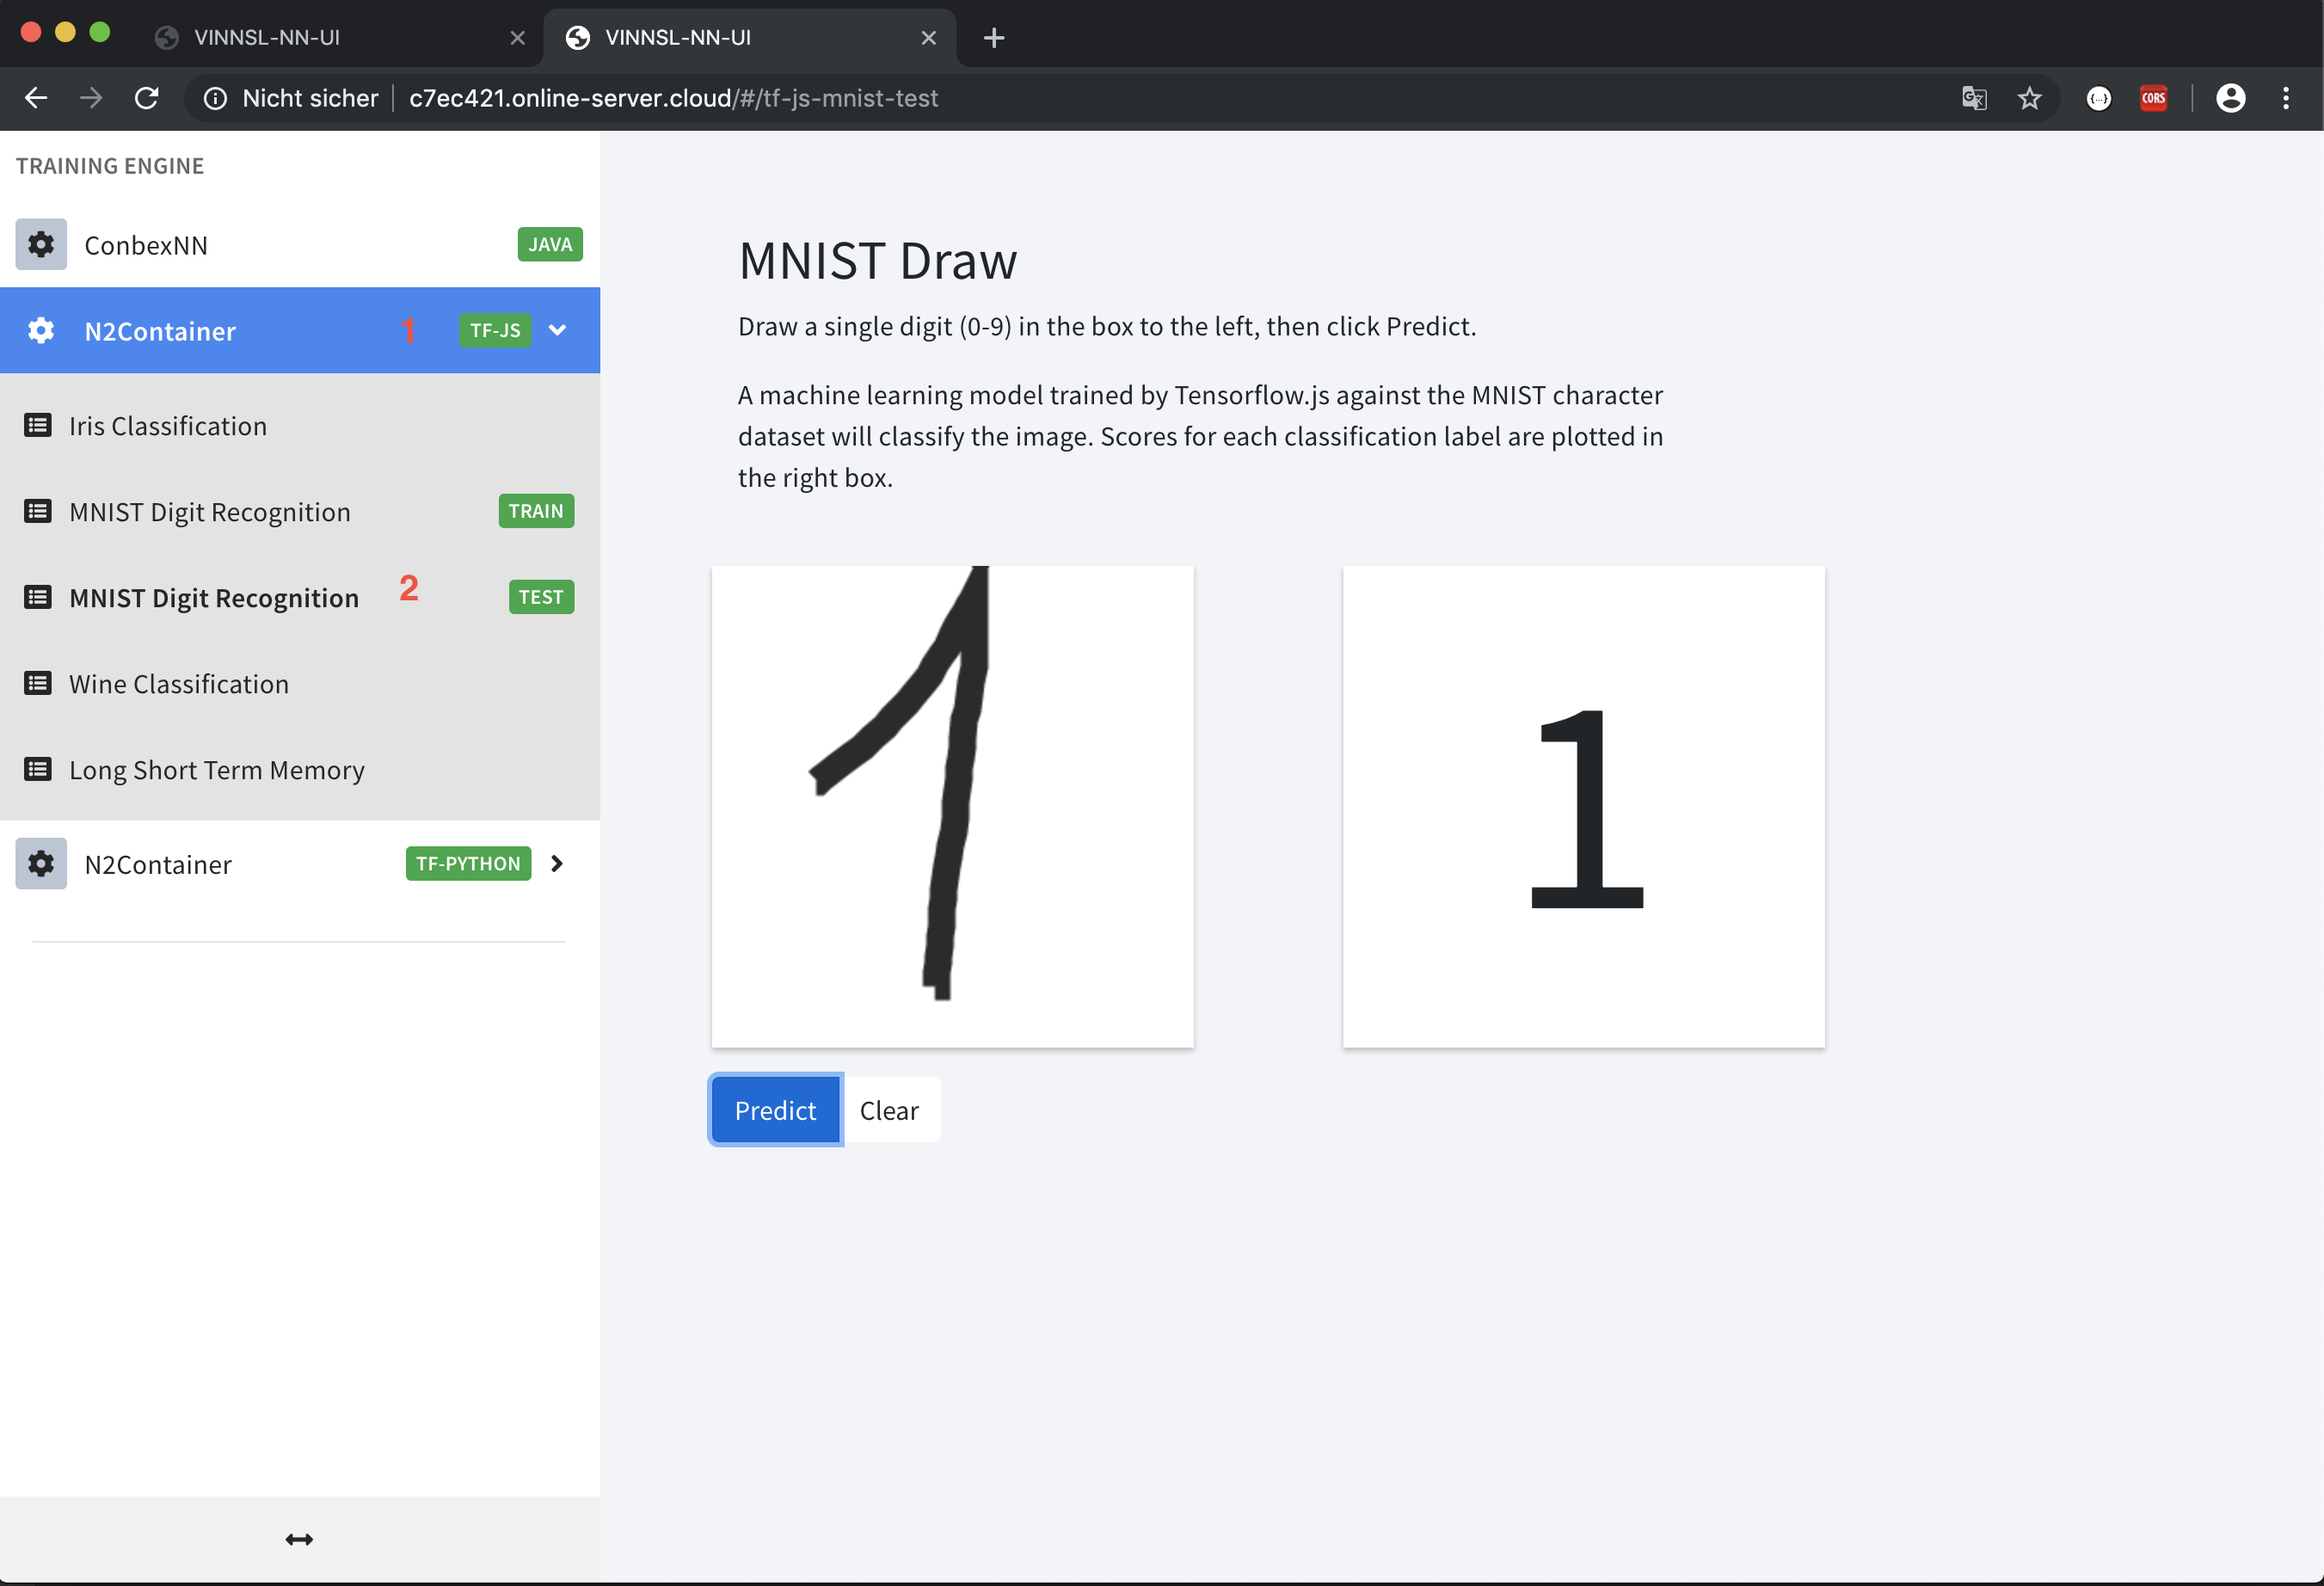 VINNSL-NN-UI
VINNSL-NN-UI
Nicht sicher c7ec421.online-server.cloud/#/tf-js-mnist-test
CORS
TRAINING ENGINE
ConbexNN JAVA
N2Container 1 TF-JS
Iris Classification
MNIST Digit Recognition TRAIN
MNIST Digit Recognition 2 TEST
Wine Classification
Long Short Term Memory
N2Container TF-PYTHON
MNIST Draw
Draw a single digit (0-9) in the box to the left, then click Predict.
A machine learning model trained by Tensorflow.js against the MNIST character
dataset will classify the image. Scores for each classification label are plotted in
the right box.
1
1
Predict Clear